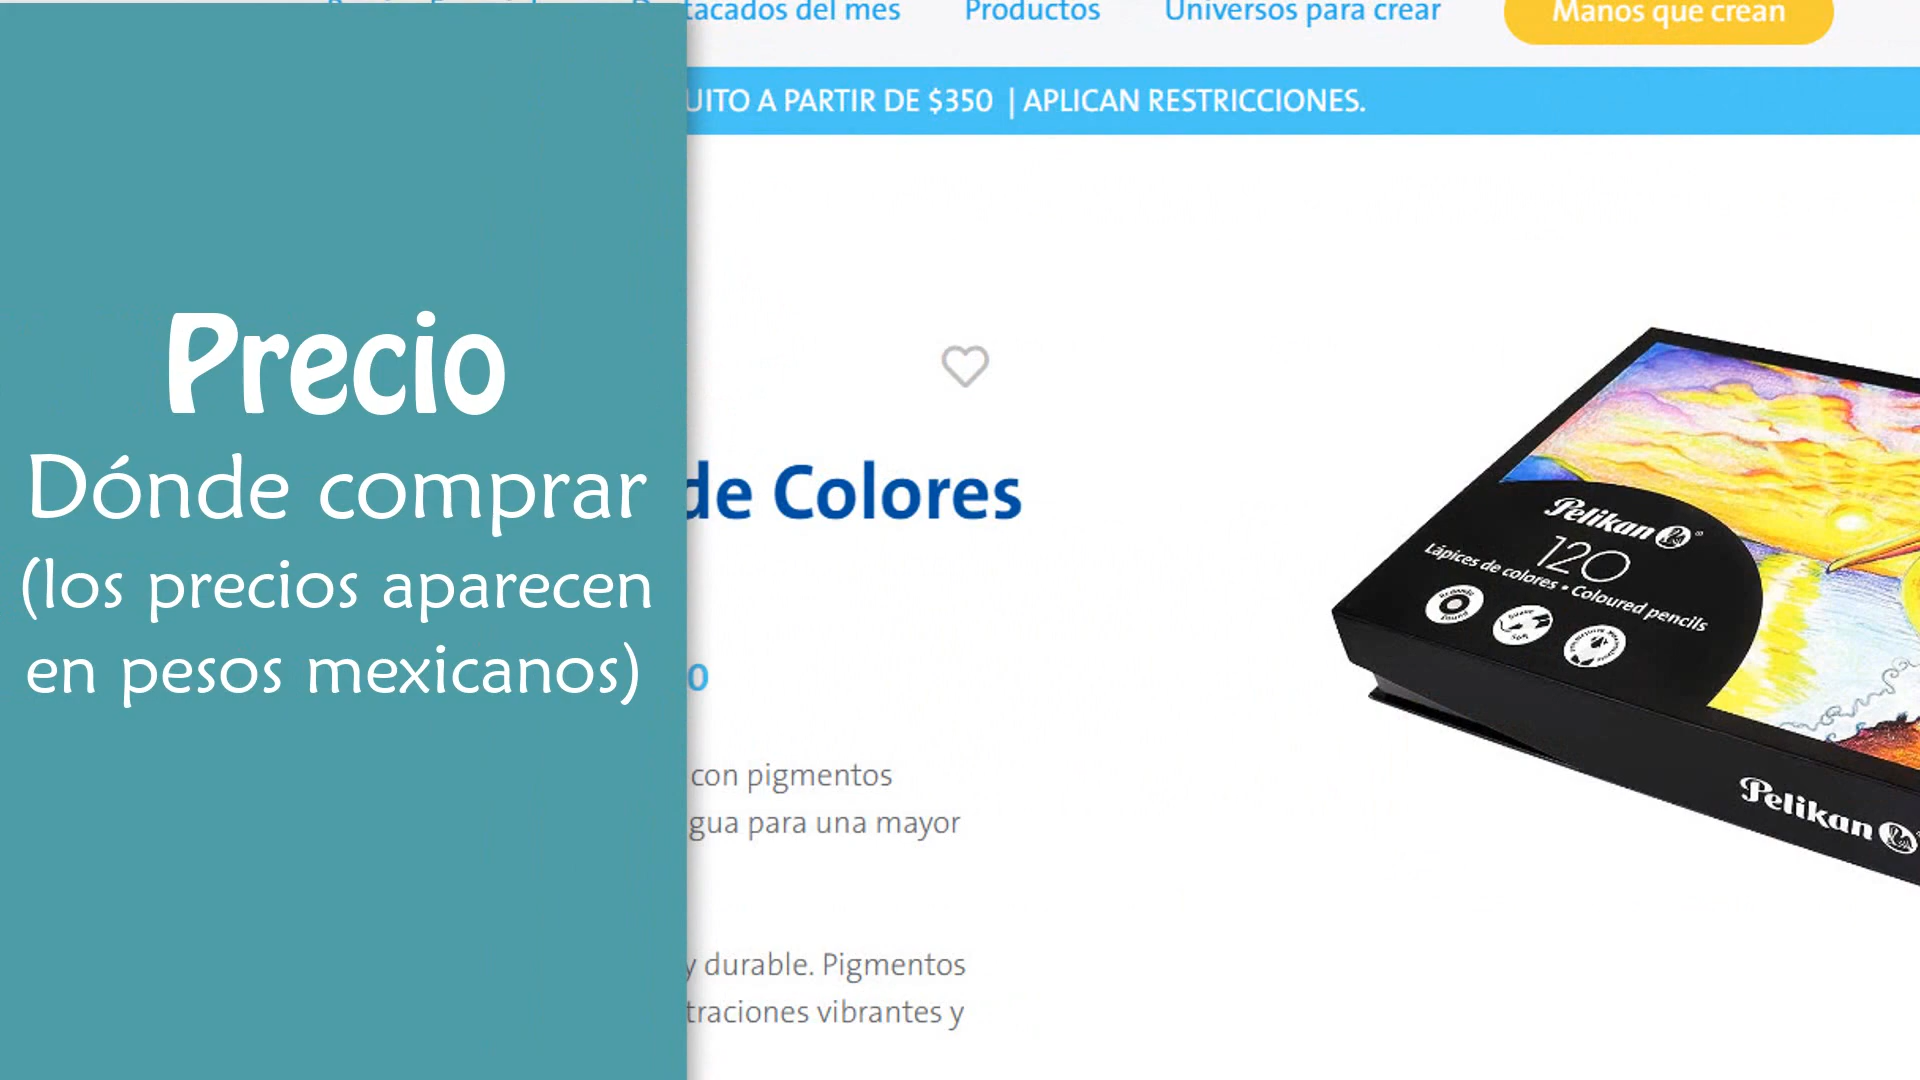 tacados del mes Productos Universos para crear Manos que crean
UITO A PARTIR DE $350 | APLICAN RESTRICCIONES.
Precio
Dónde comprar
(los precios aparecen
en pesos mexicanos)
de Colores
0
con pigmentos
gua para una mayor
y durable. Pigmentos
traciones vibrantes y
Pelikan
120
Lápices de colores • Coloured pencils
Pelikan